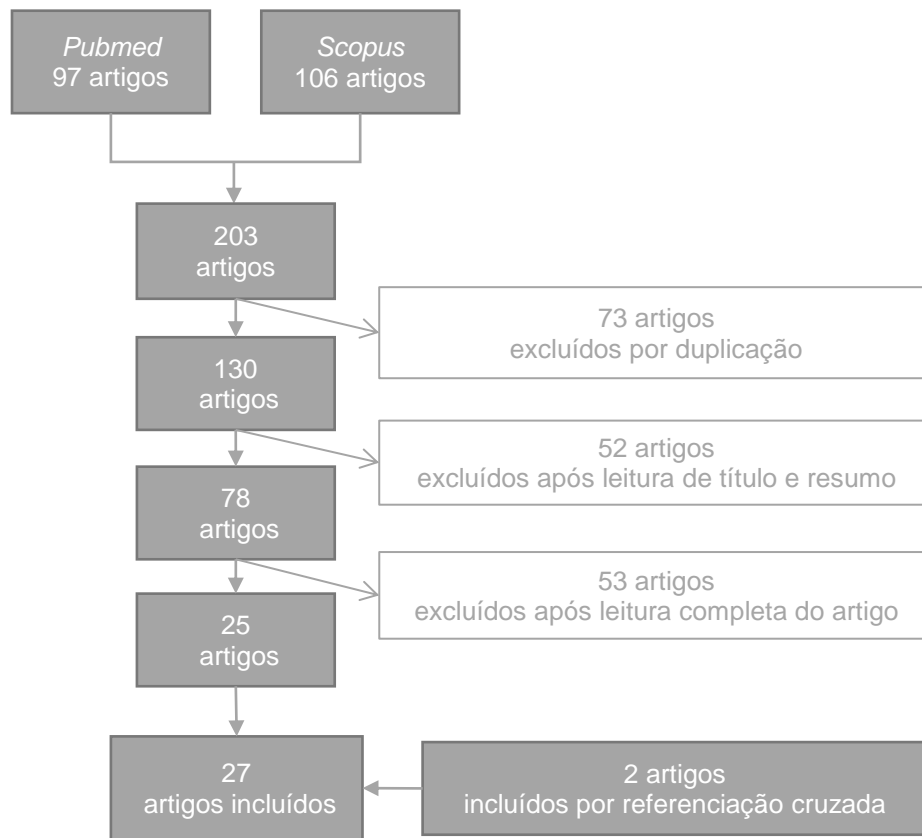 Pubmed
97 artigos
Scopus
106 artigos
203
artigos
73 artigos
excluídos por duplicação
130
artigos
52 artigos
excluídos após leitura de título e resumo
78
artigos
53 artigos
excluídos após leitura completa do artigo
25
artigos
27
artigos incluídos
2 artigos
incluídos por referenciação cruzada